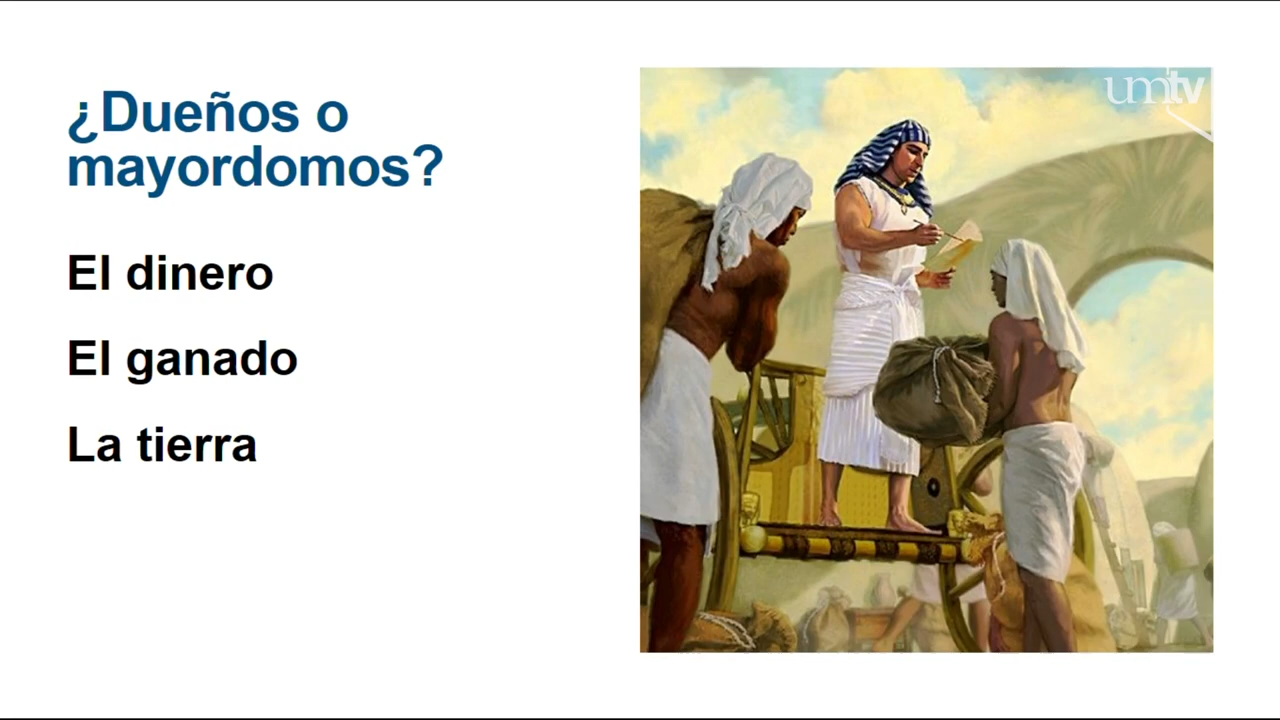 ¿Dueños o
mayordomos?
El dinero
El ganado
La tierra
umtv